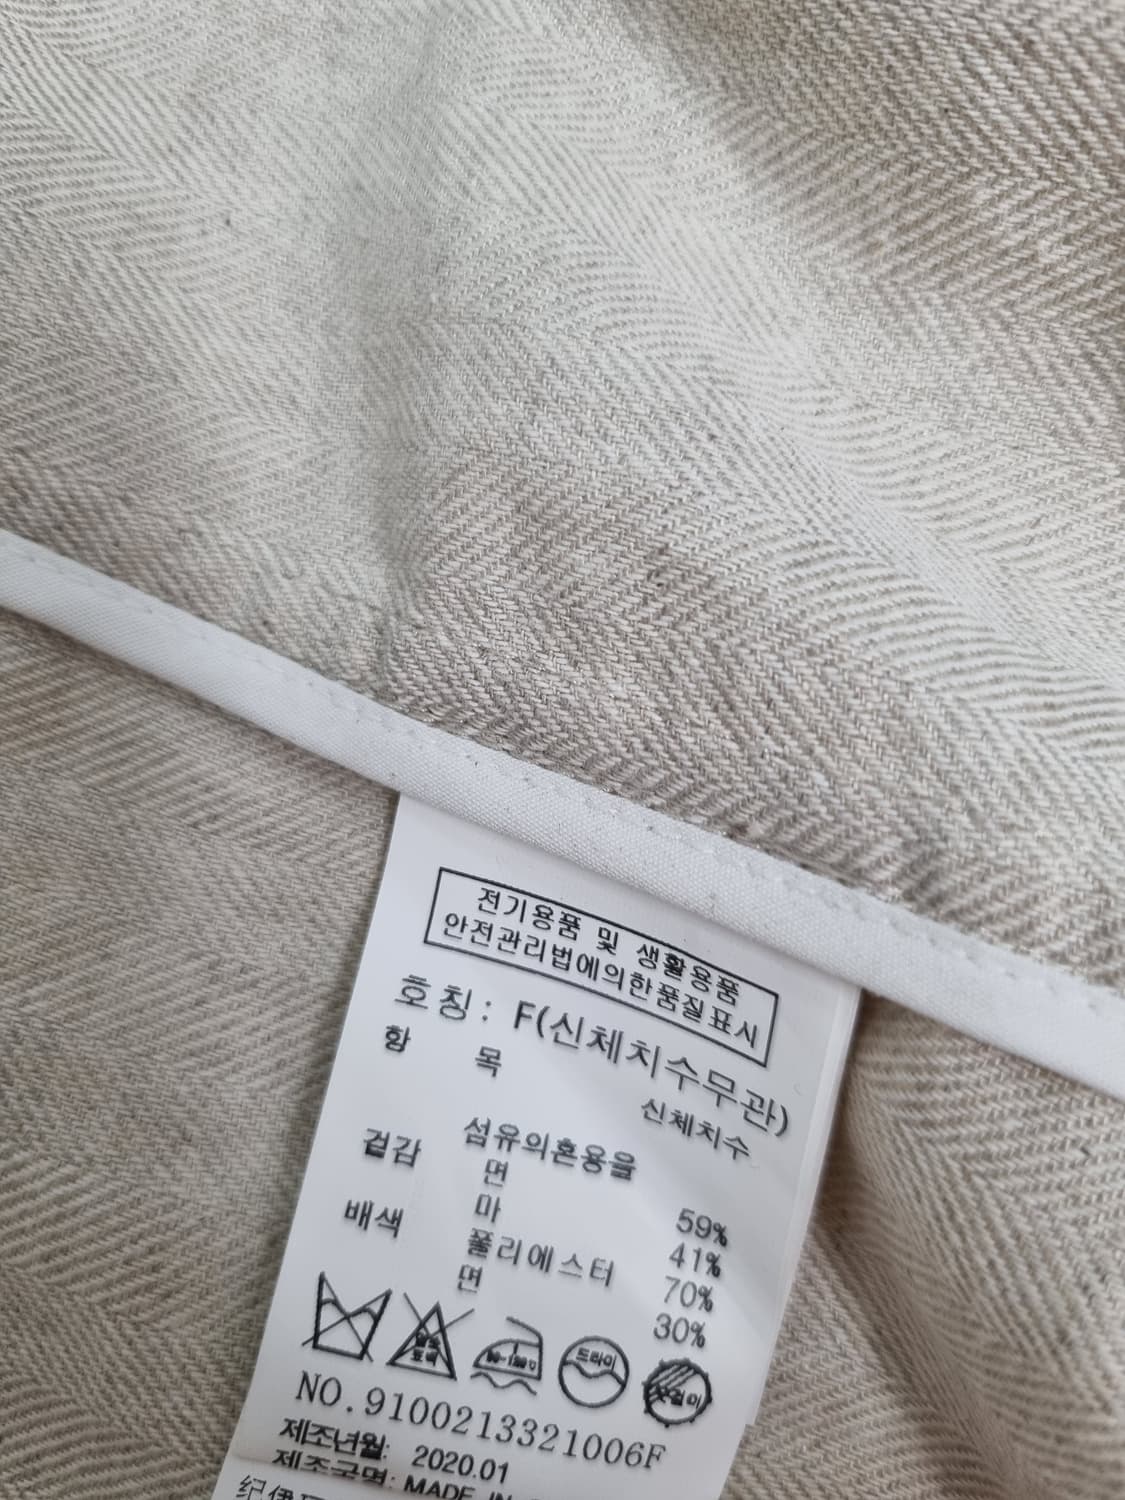 전기용품 및 생활용품
안전관리법에의한품질표시
호칭: F(신체치수무관)
항 목 신체치수
섬유의혼용율
겉감 면 59%
마 41%
배색 폴리에스터 70%
면 30%
드라이
옷걸이
NO.9100213321006F
제조년월: 2020.01
제조국명: MADE IN